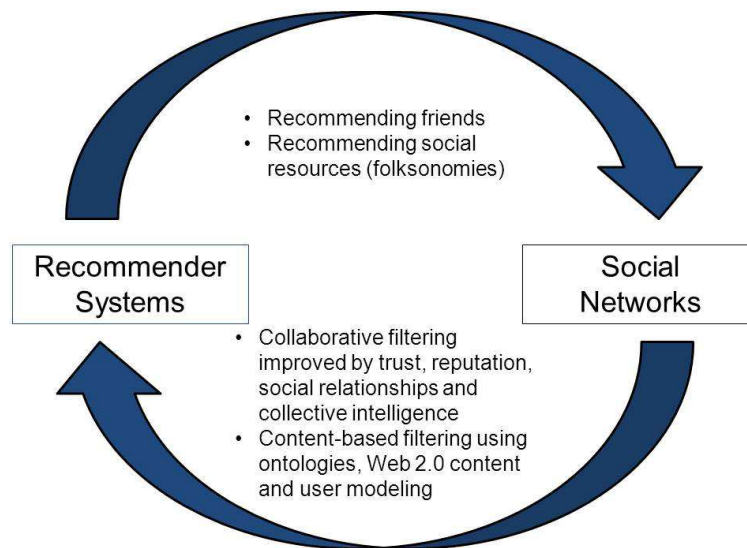 • Recommending friends
• Recommending social
resources (folksonomies)
Recommender
Systems
Social
Networks
• Collaborative filtering
improved by trust, reputation,
social relationships and
collective intelligence
• Content-based filtering using
ontologies, Web 2.0 content
and user modeling